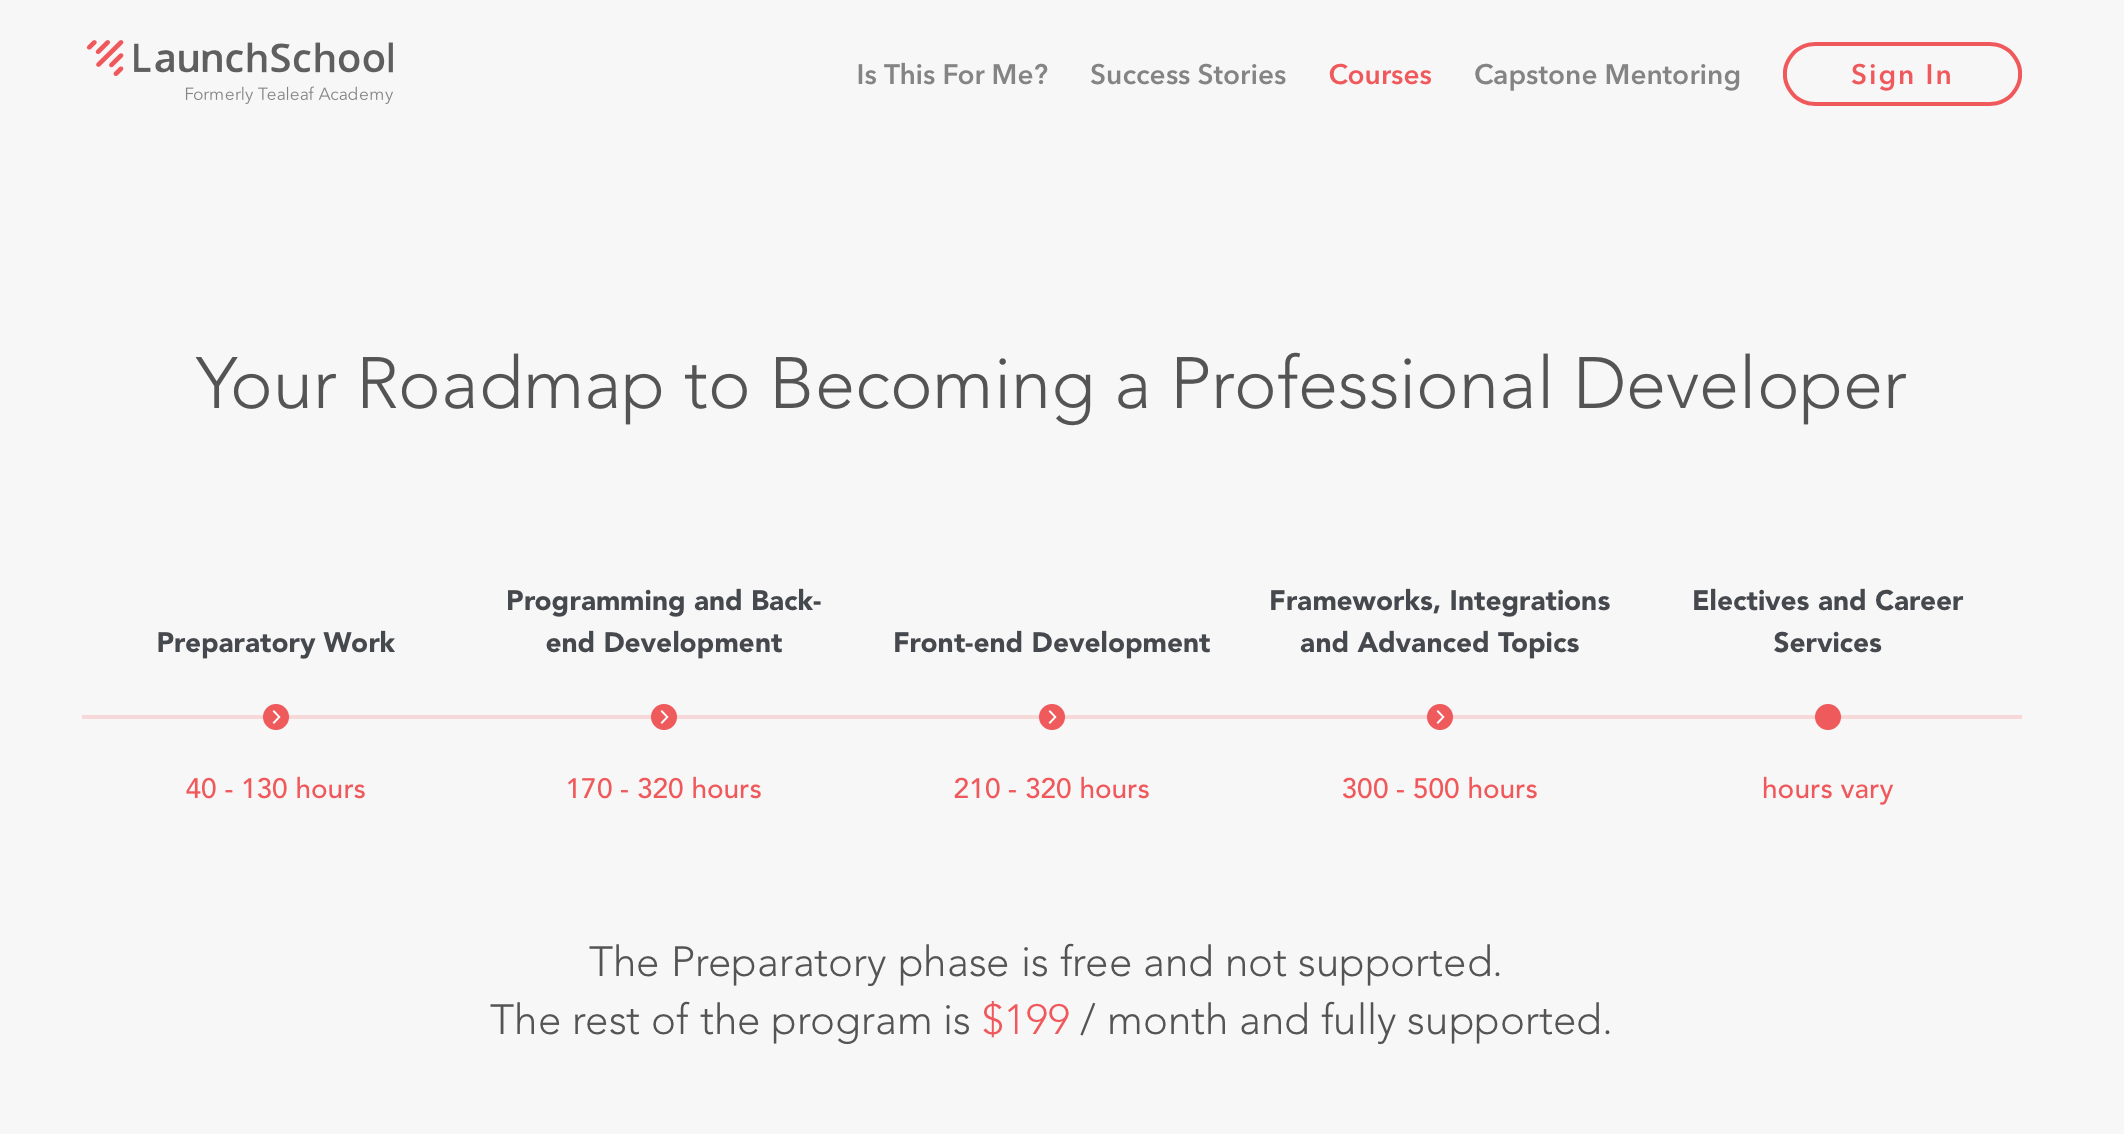 LaunchSchool
Formerly Tealeaf Academy
Is This For Me? Success Stories Courses Capstone Mentoring Sign In
Your Roadmap to Becoming a Professional Developer
Preparatory Work
Programming and Back-
end Development
Front-end Development
Frameworks, Integrations
and Advanced Topics
Electives and Career
Services
40 - 130 hours
170 - 320 hours
210 - 320 hours
300 - 500 hours
hours vary
The Preparatory phase is free and not supported.
The rest of the program is $199 / month and fully supported.